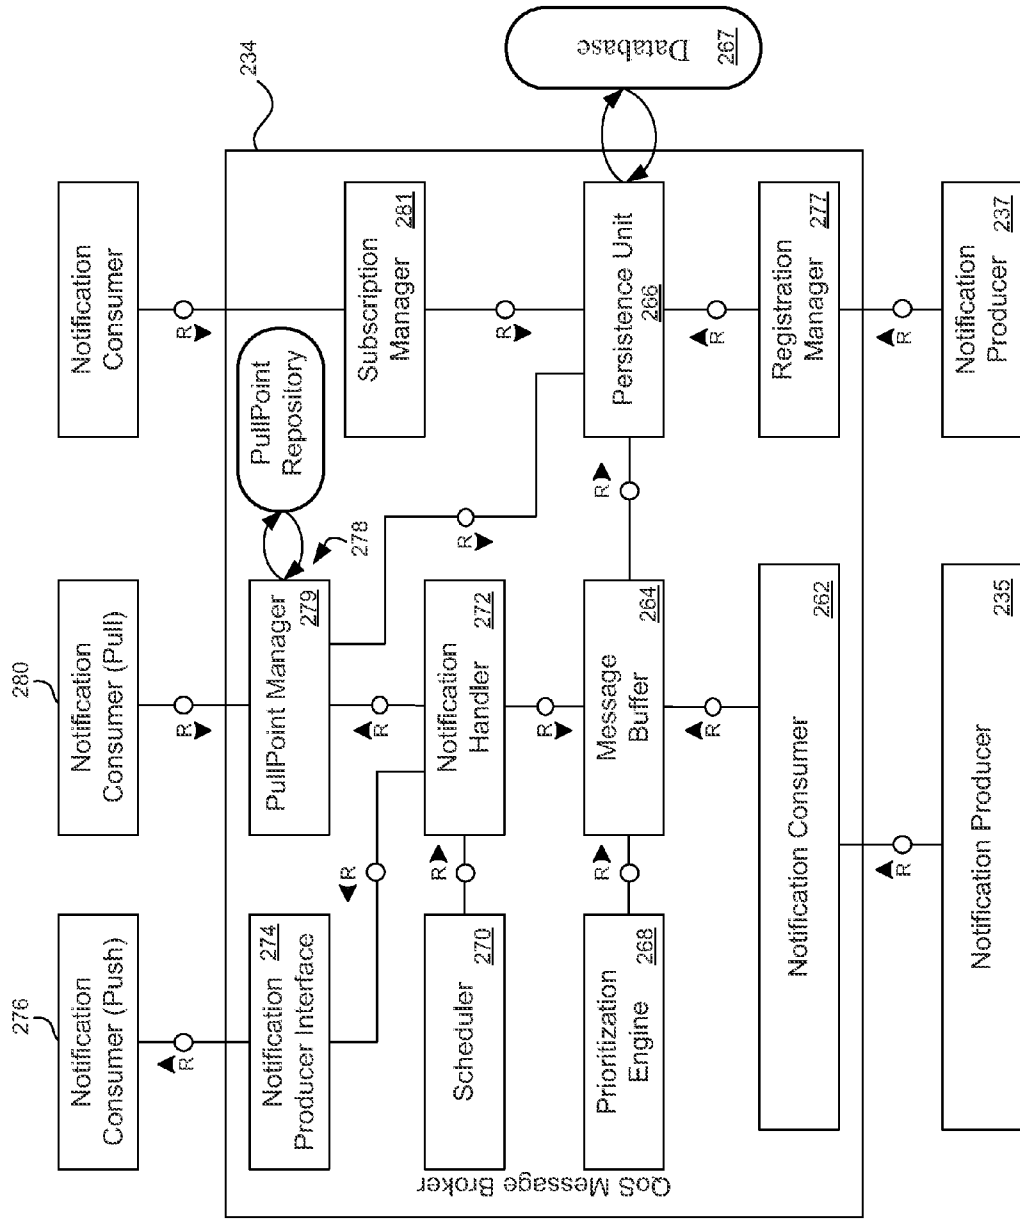 276
Notification
Consumer (Push)
R
280
Notification
Consumer (Pull)
R
Notification
Consumer
R
234
QoS Message Broker
Notification
Producer Interface
274
R
PullPoint Manager
279
278
PullPoint
Repository
R
R
Subscription
Manager
281
R
Scheduler
270
R
Notification
Handler
272
R
Prioritization
Engine
268
R
Message
Buffer
264
R
Persistence Unit
266
Database
267
R
R
Notification Consumer
262
Registration
Manager
277
R
R
Notification Producer
235
Notification
Producer
237